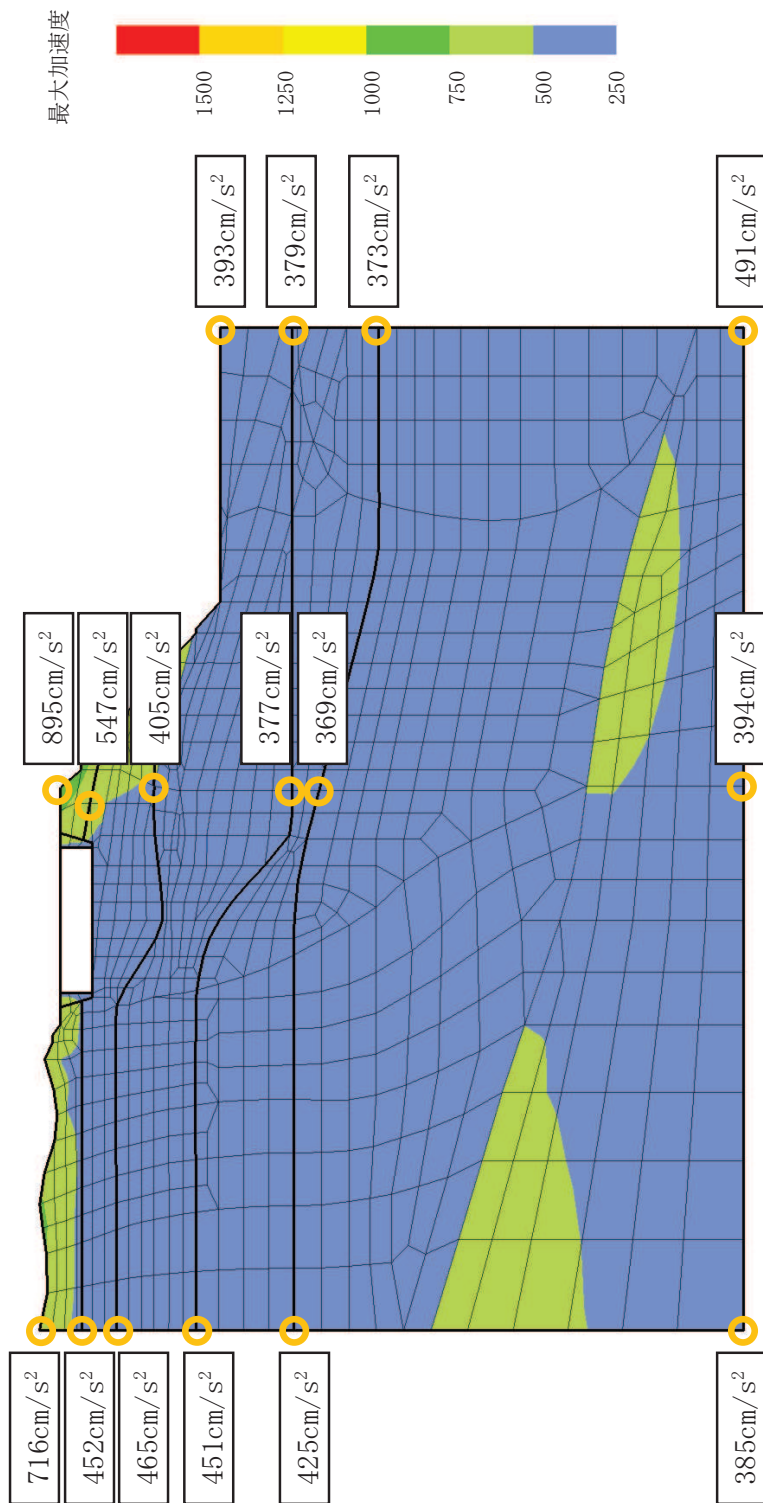 最大加速度
1500
1250
1000
750
500
250
393cm/s²
379cm/s²
373cm/s²
491cm/s²
895cm/s²
547cm/s²
405cm/s²
377cm/s²
369cm/s²
394cm/s²
716cm/s²
452cm/s²
465cm/s²
451cm/s²
425cm/s²
385cm/s²